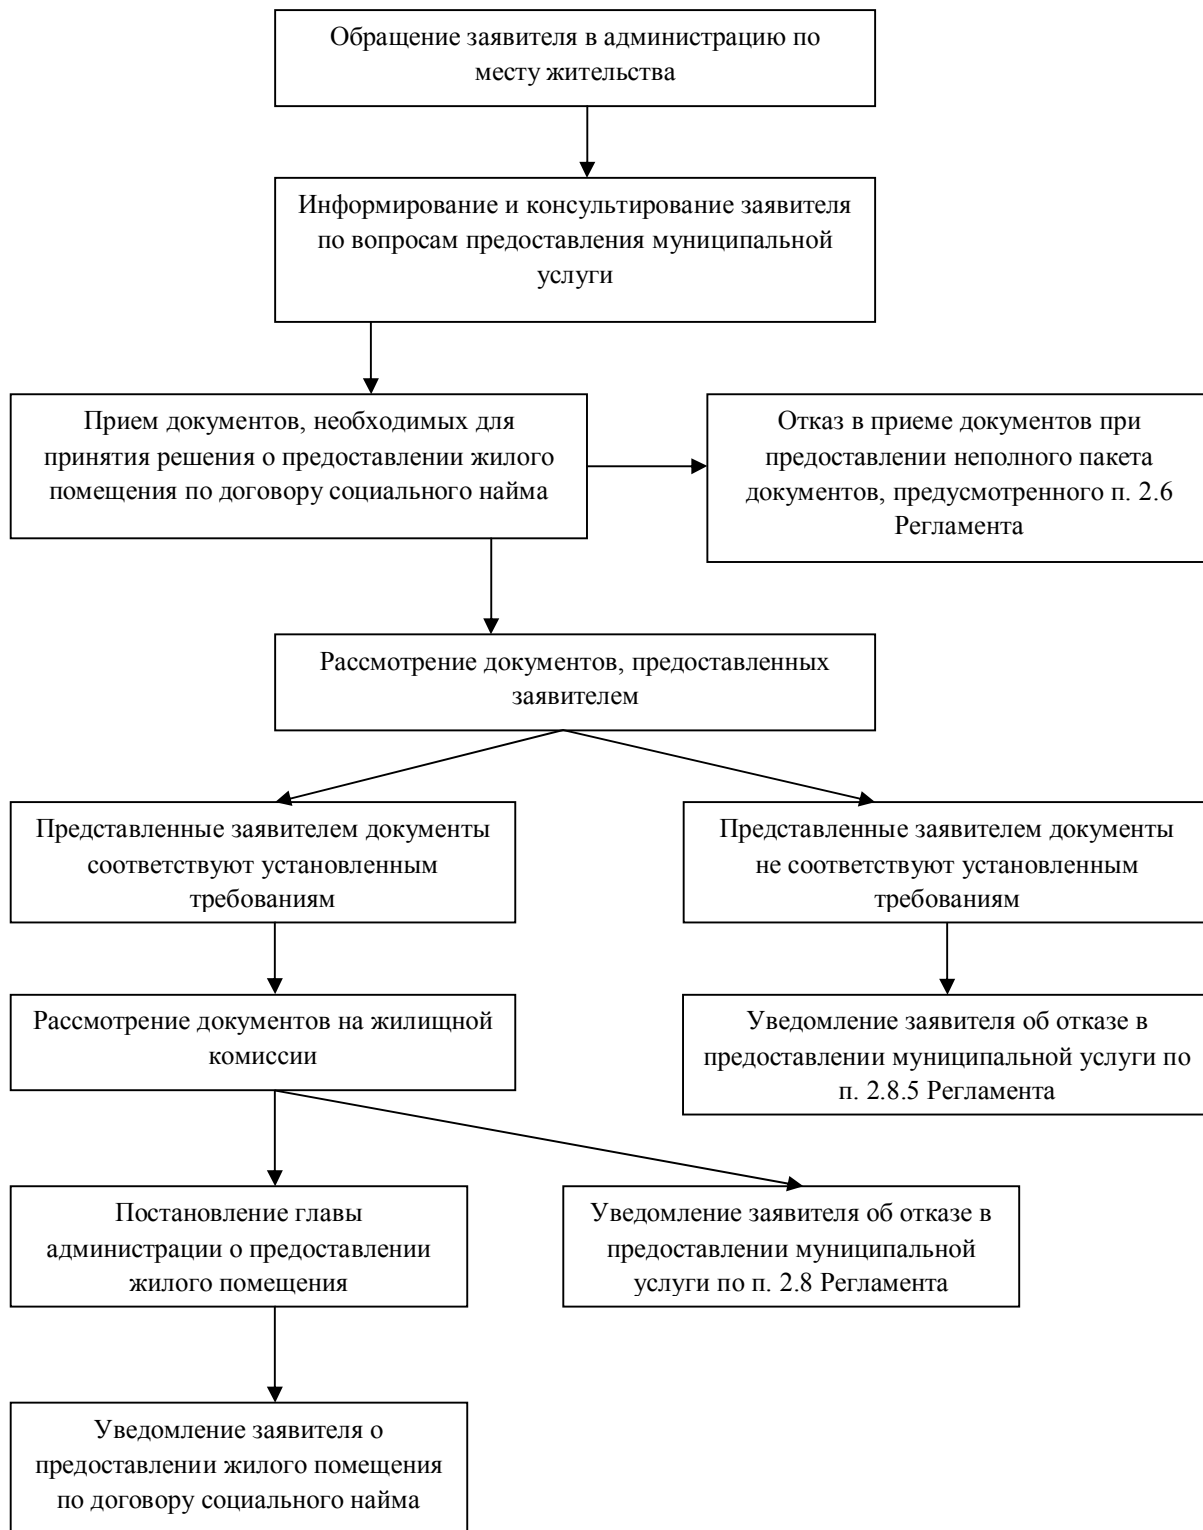 Обращение заявителя в администрацию по
месту жительства
Информирование и консультирование заявителя
по вопросам предоставления муниципальной
услуги
Прием документов, необходимых для
принятия решения о предоставлении жилого
помещения по договору социального найма
Отказ в приеме документов при
предоставлении неполного пакета
документов, предусмотренного п. 2.6
Регламента
Рассмотрение документов, предоставленных
заявителем
Представленные заявителем документы
соответствуют установленным
требованиям
Представленные заявителем документы
не соответствуют установленным
требованиям
Рассмотрение документов на жилищной
комиссии
Уведомление заявителя об отказе в
предоставлении муниципальной услуги по
п. 2.8.5 Регламента
Постановление главы
администрации о предоставлении
жилого помещения
Уведомление заявителя об отказе в
предоставлении муниципальной
услуги по п. 2.8 Регламента
Уведомление заявителя о
предоставлении жилого помещения
по договору социального найма